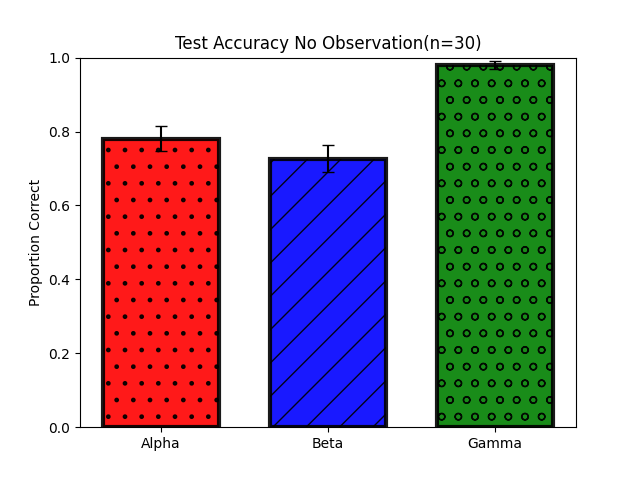 Test Accuracy No Observation(n=30)
1.0
0.8
0.6
0.4
0.2
0.0
Proportion Correct
Alpha
Beta
Gamma